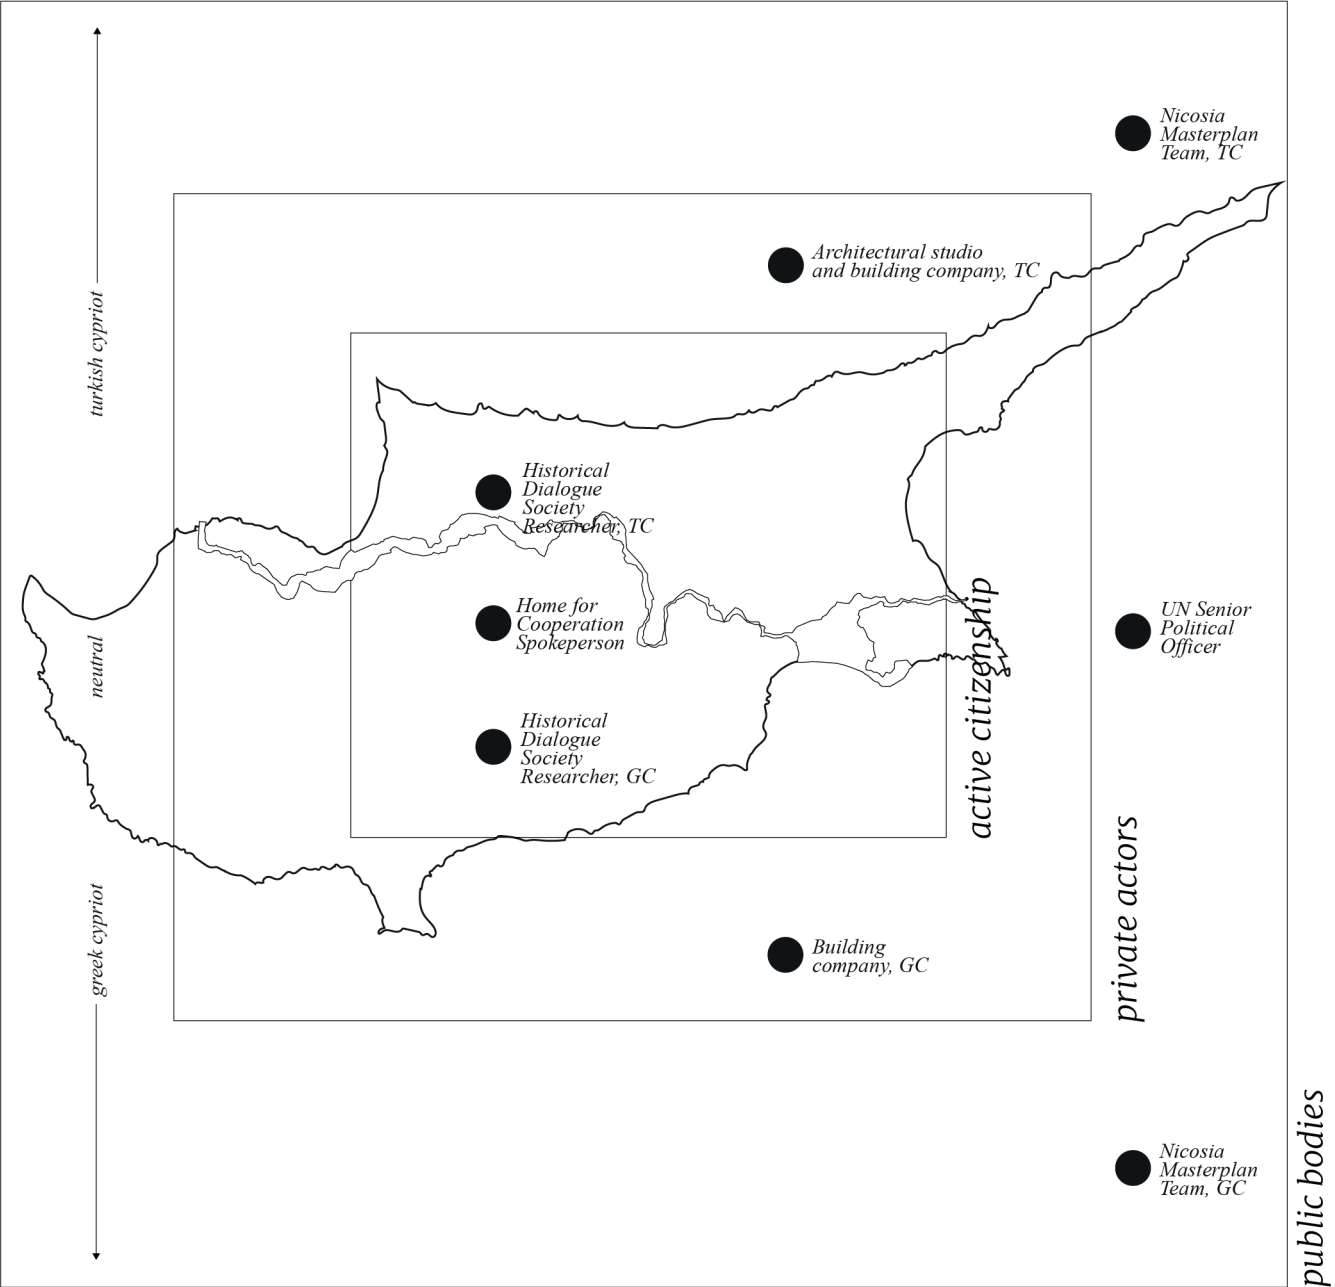 Nicosia
Masterplan
Team, TC
Architectural studio
and building company, TC
turkish cypriot
Historical
Dialogue
Society
Researcher, TC
Home for
Cooperation
Spokeperson
UN Senior
Political
Officer
neutral
active citizenship
Historical
Dialogue
Society
Researcher, GC
private actors
greek cypriot
Building
company, GC
Nicosia
Masterplan
Team, GC
public bodies